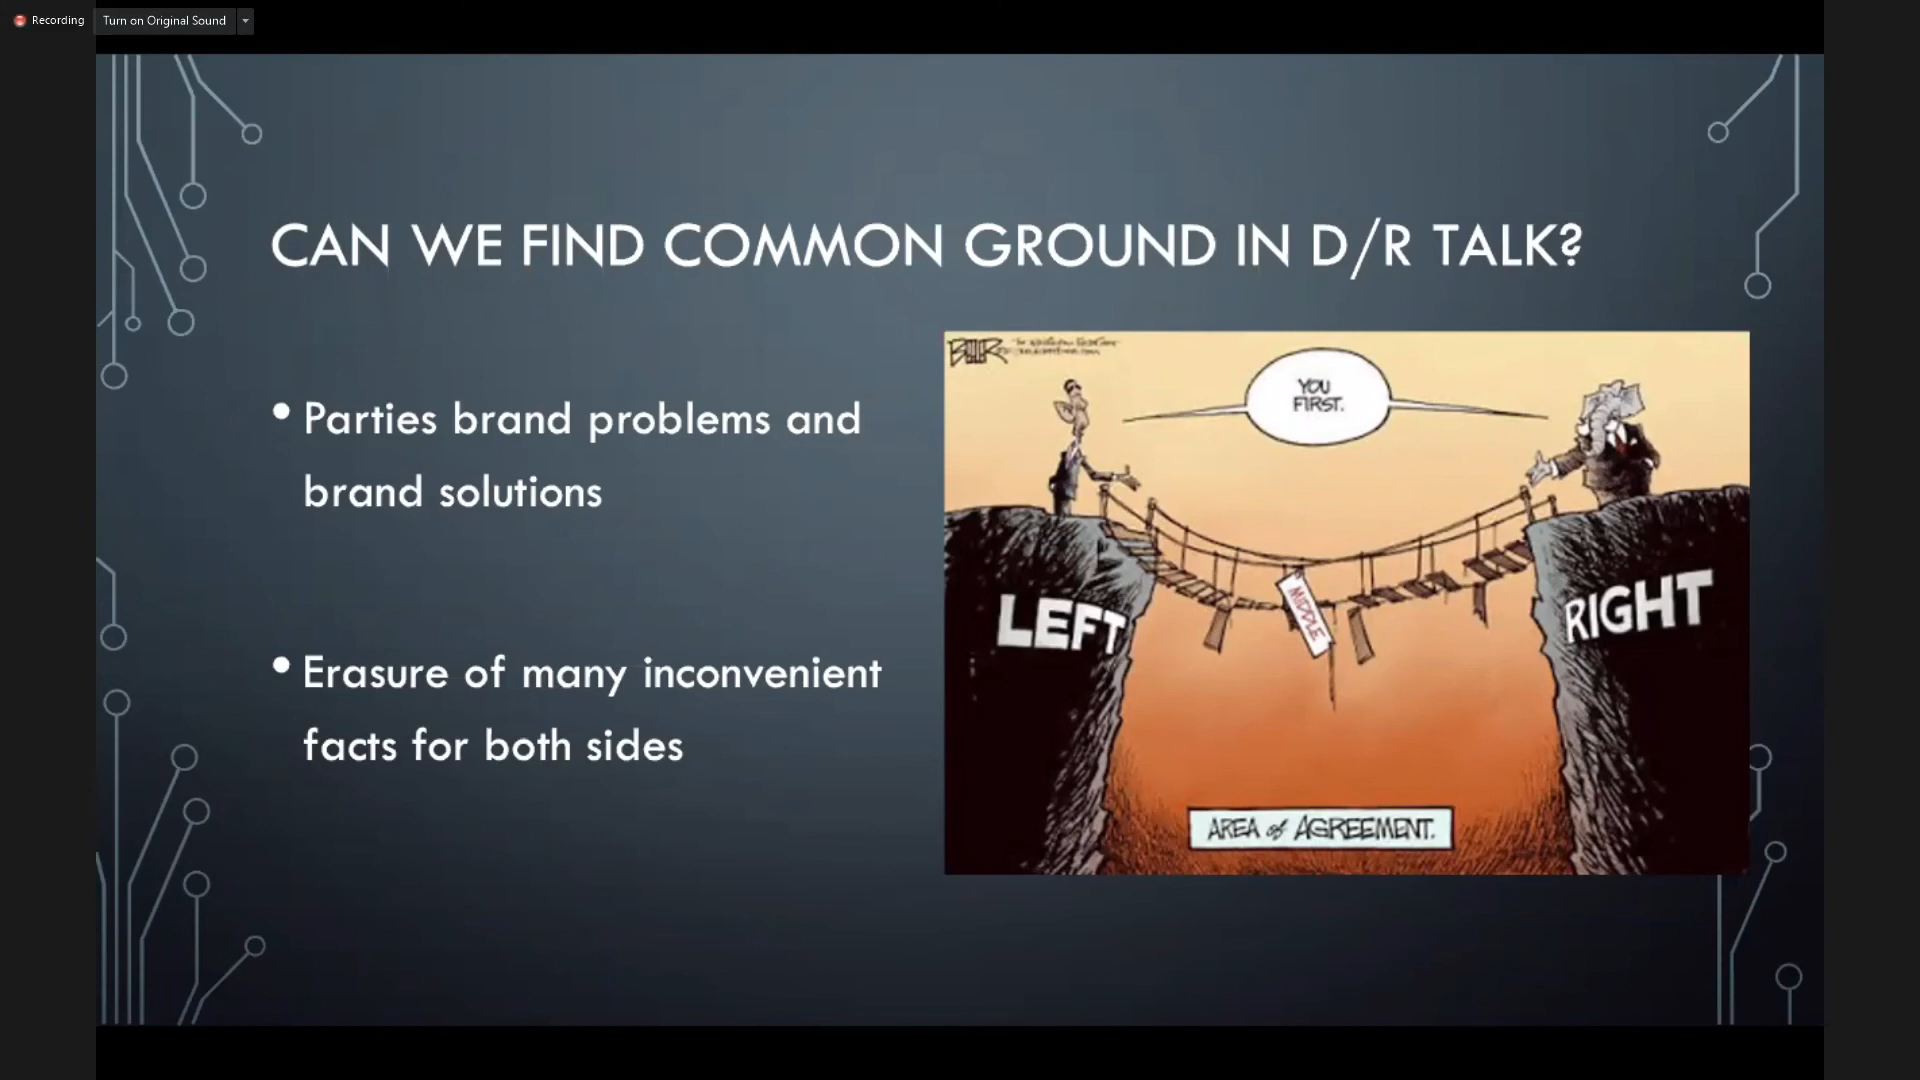 Recording
Turn on Original Sound
CAN WE FIND COMMON GROUND IN D/R TALK?
• Parties brand problems and
brand solutions
• Erasure of many inconvenient
facts for both sides
YOU
FIRST.
LEFT
MIDDLE
RIGHT
AREA of AGREEMENT.